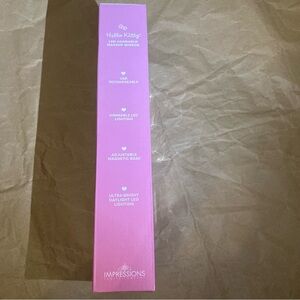 Hello Kitty
LED HANDHELD
MAKEUP MIRROR
USB
RECHARGEABLE
DIMMABLE LED
LIGHTING
ADJUSTABLE
MAGNETIC BASE
ULTRA-BRIGHT
DAYLIGHT LED
LIGHTING
IMPRESSIONS